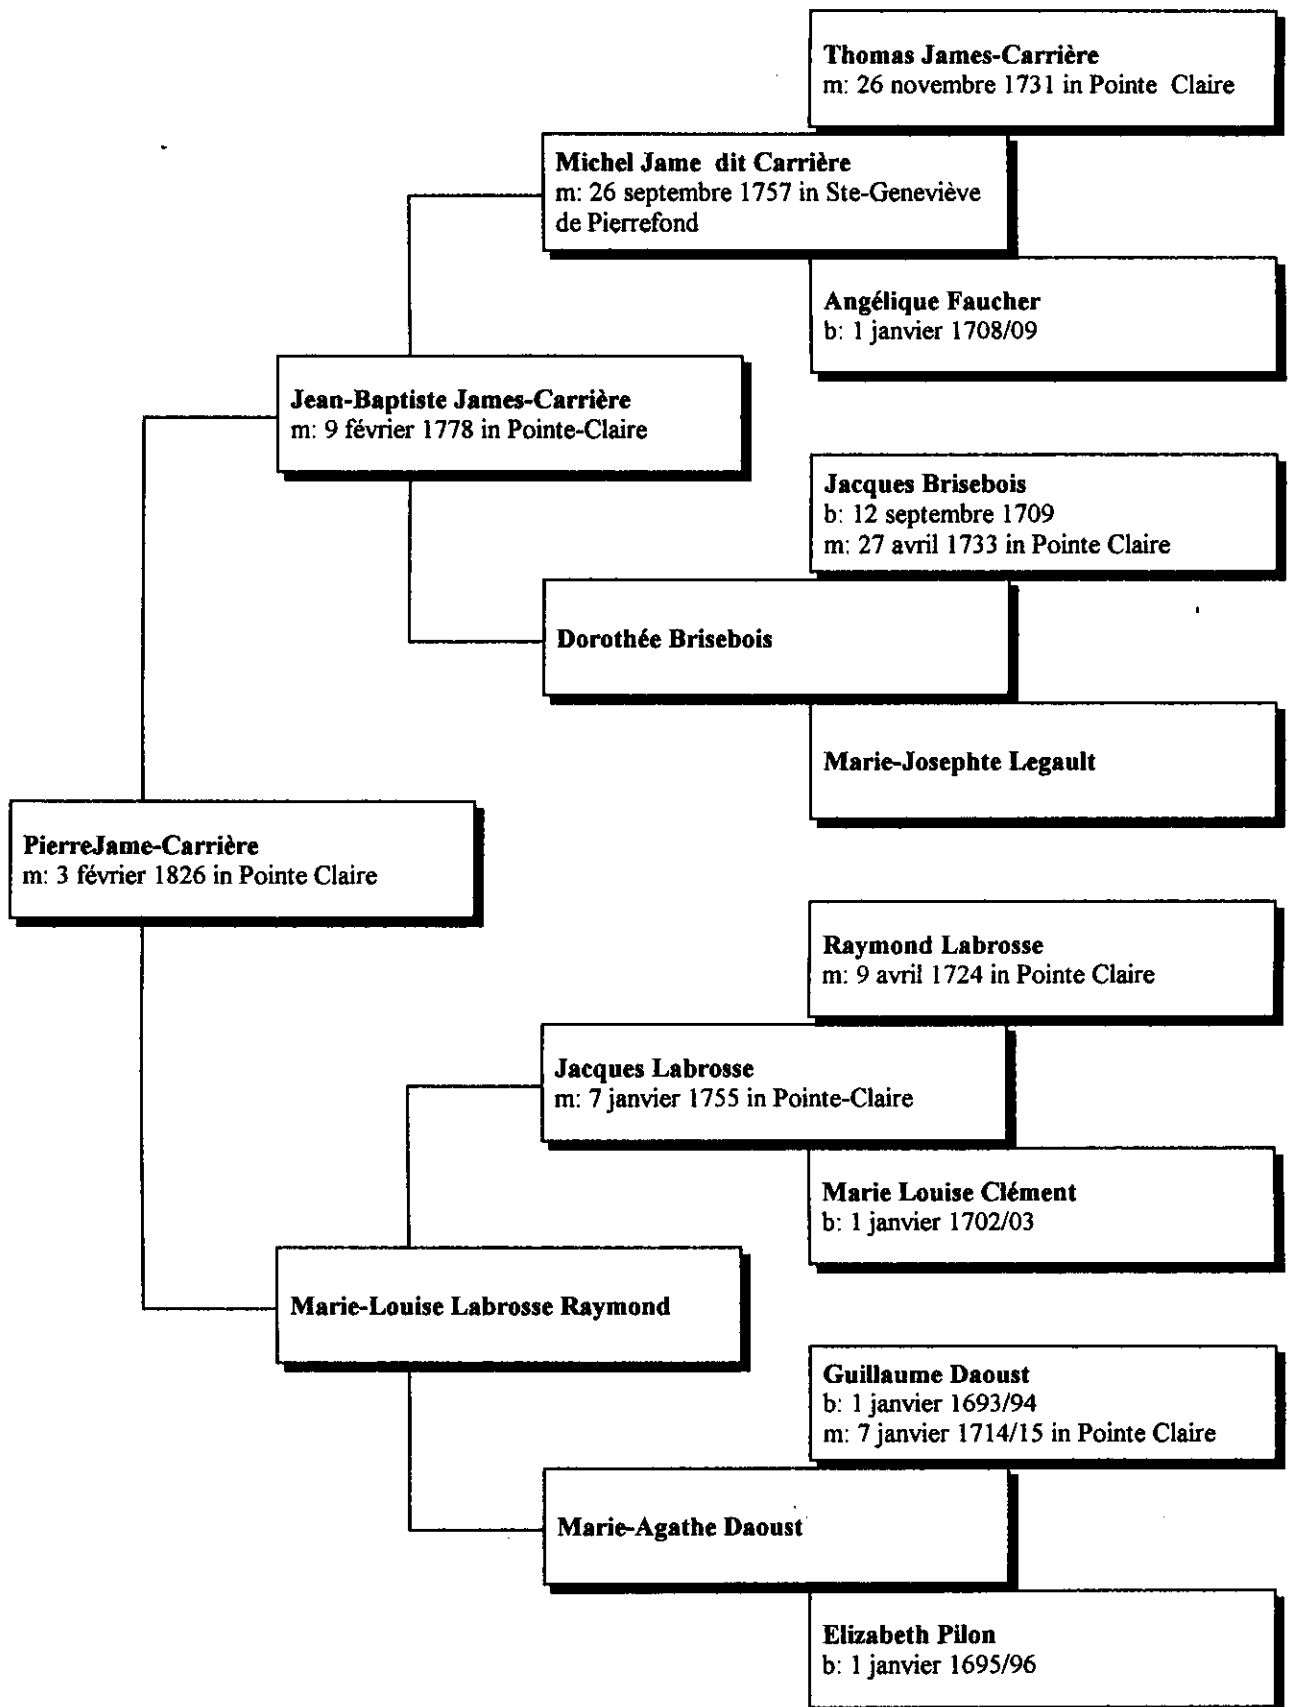 Thomas James-Carrière
m: 26 novembre 1731 in Pointe Claire
Michel Jame dit Carrière
m: 26 septembre 1757 in Ste-Geneviève
de Pierrefond
Angélique Faucher
b: 1 janvier 1708/09
Jean-Baptiste James-Carrière
m: 9 février 1778 in Pointe-Claire
Jacques Brisebois
b: 12 septembre 1709
m: 27 avril 1733 in Pointe Claire
Dorothée Brisebois
Marie-Josephte Legault
PierreJame-Carrière
m: 3 février 1826 in Pointe Claire
Raymond Labrosse
m: 9 avril 1724 in Pointe Claire
Jacques Labrosse
m: 7 janvier 1755 in Pointe-Claire
Marie Louise Clément
b: 1 janvier 1702/03
Marie-Louise Labrosse Raymond
Guillaume Daoust
b: 1 janvier 1693/94
m: 7 janvier 1714/15 in Pointe Claire
Marie-Agathe Daoust
Elizabeth Pilon
b: 1 janvier 1695/96